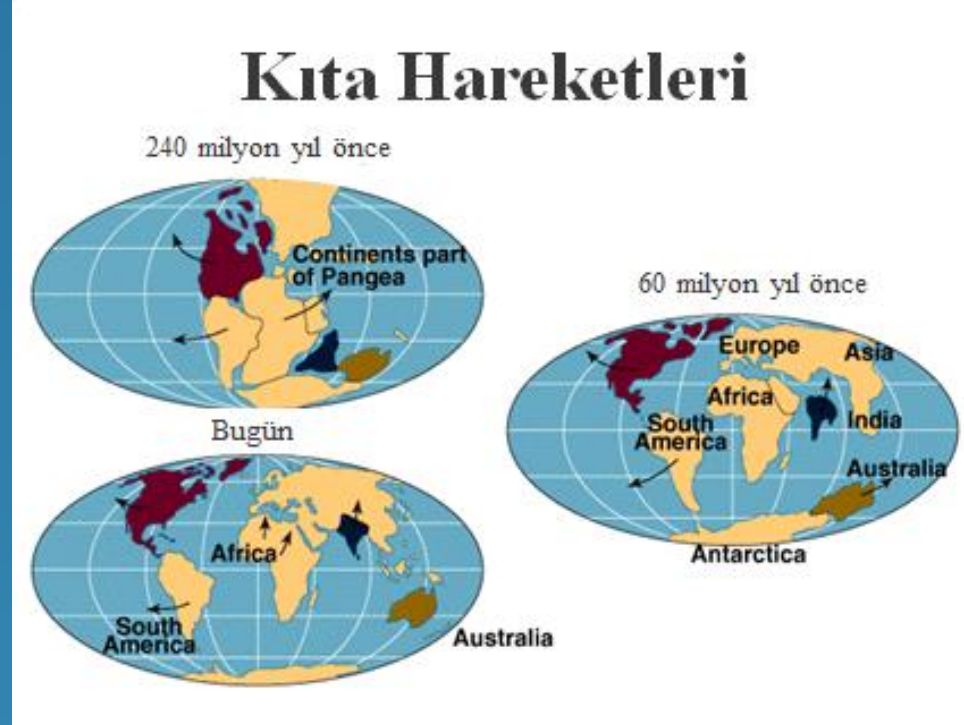 Kıta Hareketleri
240 milyon yıl önce
Continents part
of Pangea
60 milyon yıl önce
Europe
Asia
Africa
South
America
India
Australia
Antarctica
Bugün
Africa
South
America
Australia